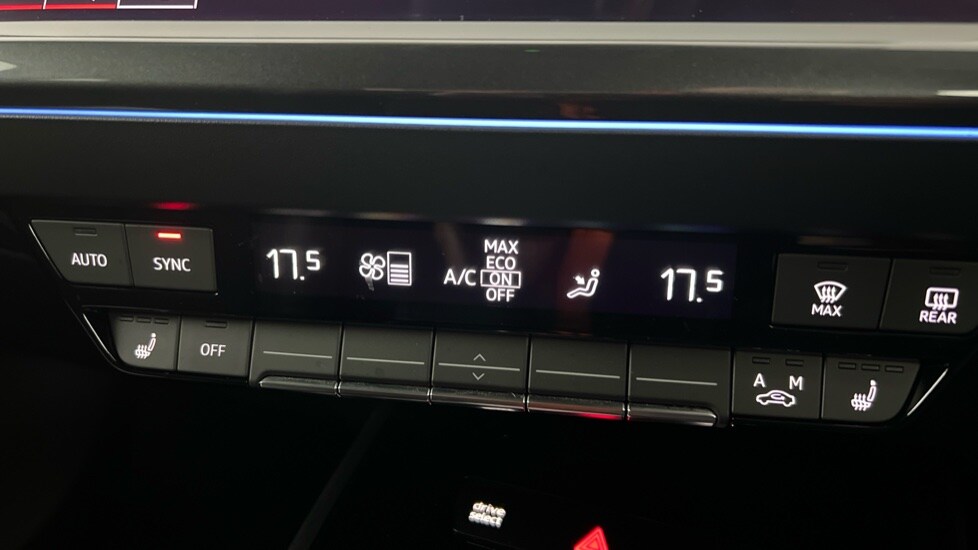 AUTO
SYNC
17.5
A/C
MAX
ECO
ON
OFF
17.5
MAX
REAR
OFF
A M
drive
select